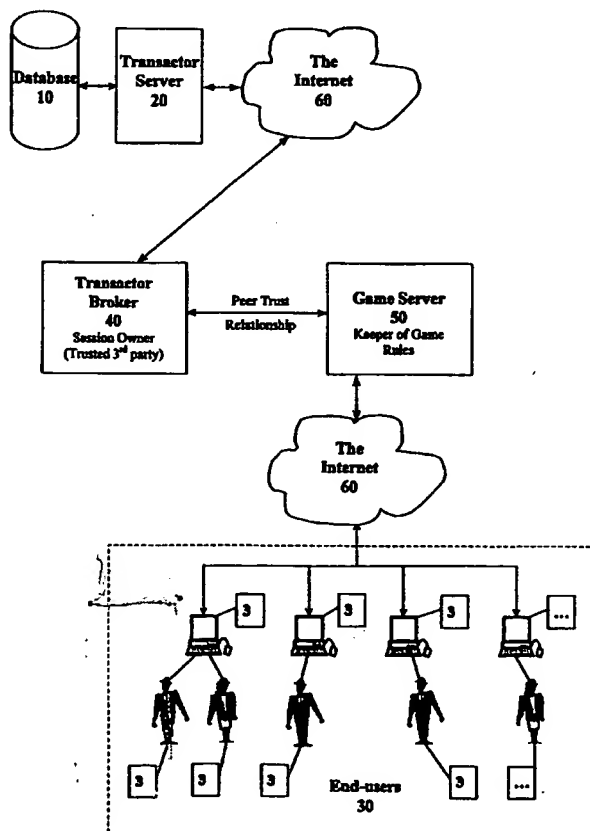 Database
10
Transactor
Server
20
The
Internet
60
Transactor
Broker
40
Session Owner
(Trusted 3rd party)
Peer Trust
Relationship
Game Server
50
Keeper of Game
Rules
The
Internet
60
3
3
3
...
3
3
3
3
...
End-users
30